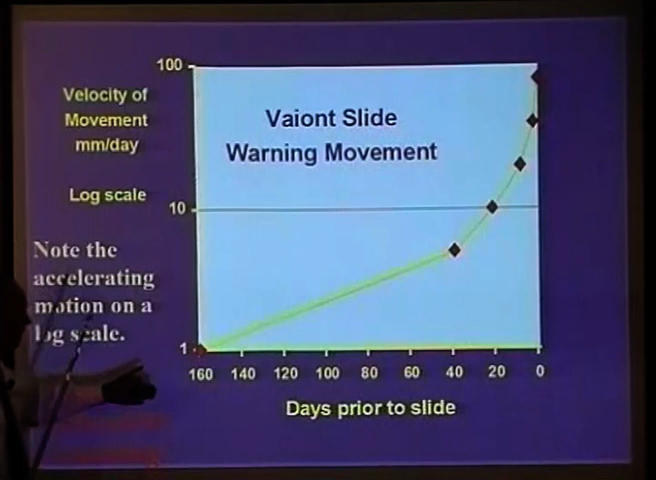 100
Velocity of
Movement
mm/day
Log scale
Vaiont Slide
Warning Movement
10
Note the
accelerating
motion on a
log scale.
1
160 140 120 100 80 60 40 20 0
Days prior to slide